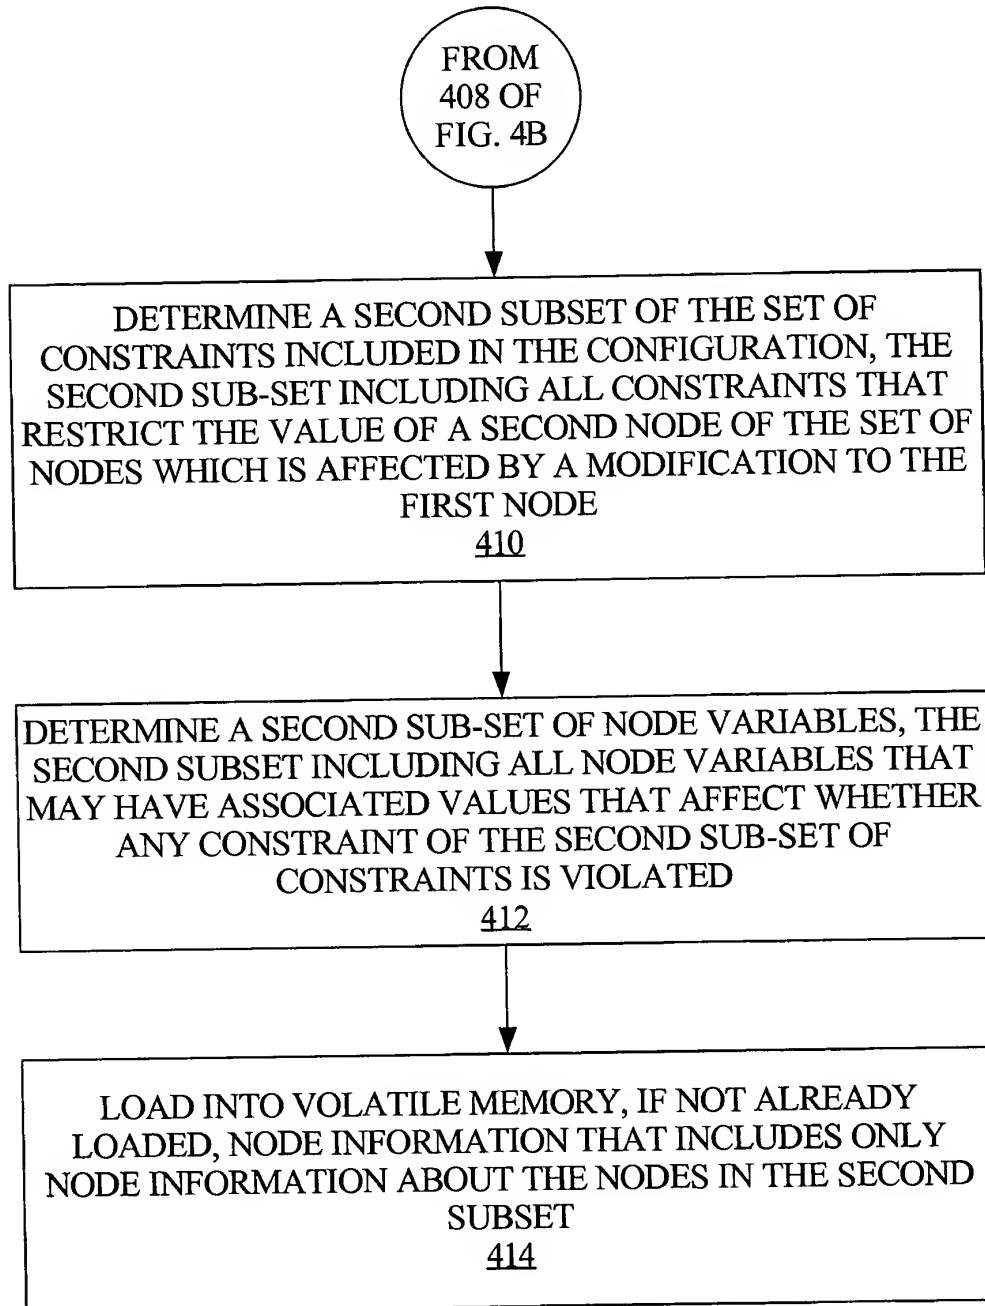 FROM
408 OF
FIG. 4B
DETERMINE A SECOND SUBSET OF THE SET OF
CONSTRAINTS INCLUDED IN THE CONFIGURATION, THE
SECOND SUB-SET INCLUDING ALL CONSTRAINTS THAT
RESTRICT THE VALUE OF A SECOND NODE OF THE SET OF
NODES WHICH IS AFFECTED BY A MODIFICATION TO THE
FIRST NODE
410
DETERMINE A SECOND SUB-SET OF NODE VARIABLES, THE
SECOND SUBSET INCLUDING ALL NODE VARIABLES THAT
MAY HAVE ASSOCIATED VALUES THAT AFFECT WHETHER
ANY CONSTRAINT OF THE SECOND SUB-SET OF
CONSTRAINTS IS VIOLATED
412
LOAD INTO VOLATILE MEMORY, IF NOT ALREADY
LOADED, NODE INFORMATION THAT INCLUDES ONLY
NODE INFORMATION ABOUT THE NODES IN THE SECOND
SUBSET
414